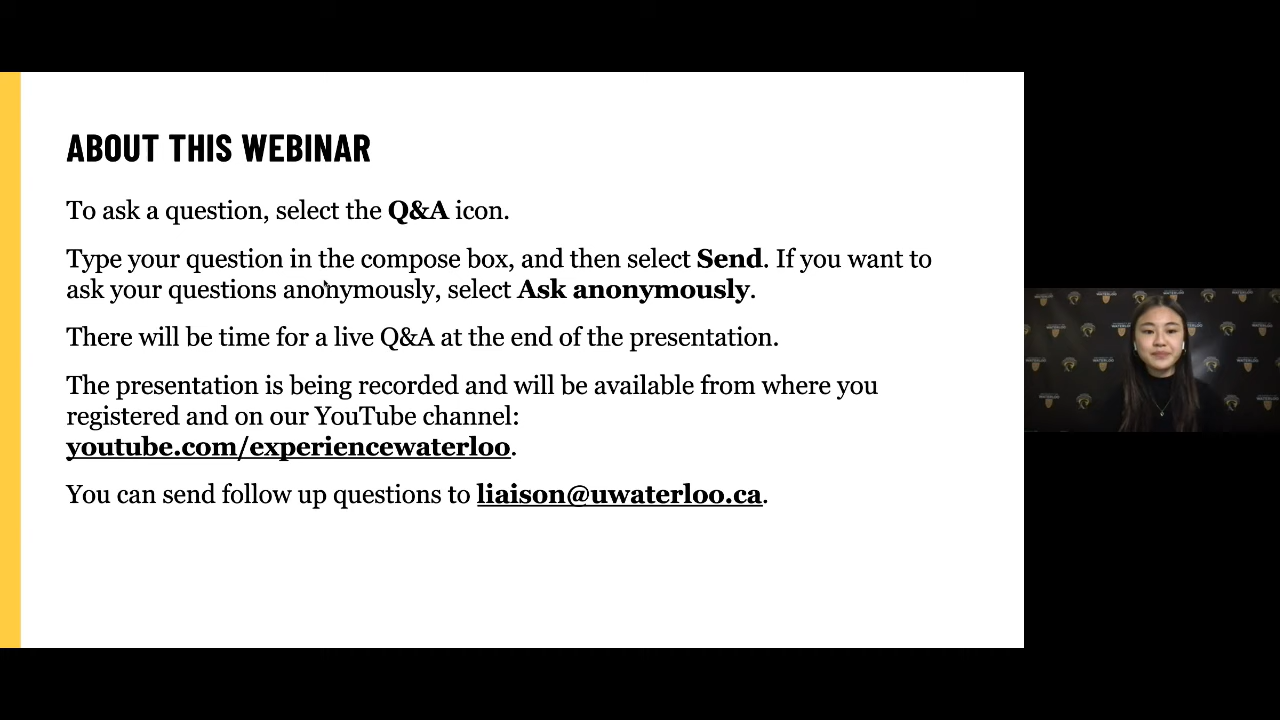 ABOUT THIS WEBINAR
To ask a question, select the Q&A icon.
Type your question in the compose box, and then select Send. If you want to
ask your questions anonymously, select Ask anonymously.
There will be time for a live Q&A at the end of the presentation.
The presentation is being recorded and will be available from where you
registered and on our YouTube channel:
youtube.com/experiencewaterloo.
You can send follow up questions to liaison@uwaterloo.ca.
WATERLOO